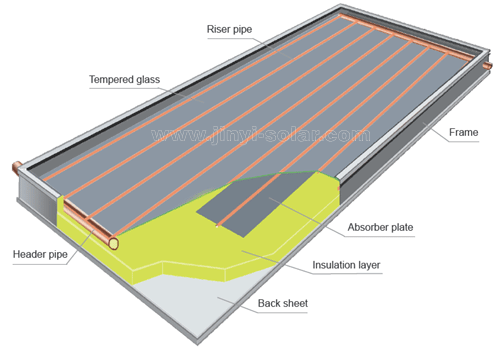 Riser pipe
Tempered glass
www.jinyi-solar.com
Frame
Absorber plate
Header pipe
Insulation layer
Back sheet